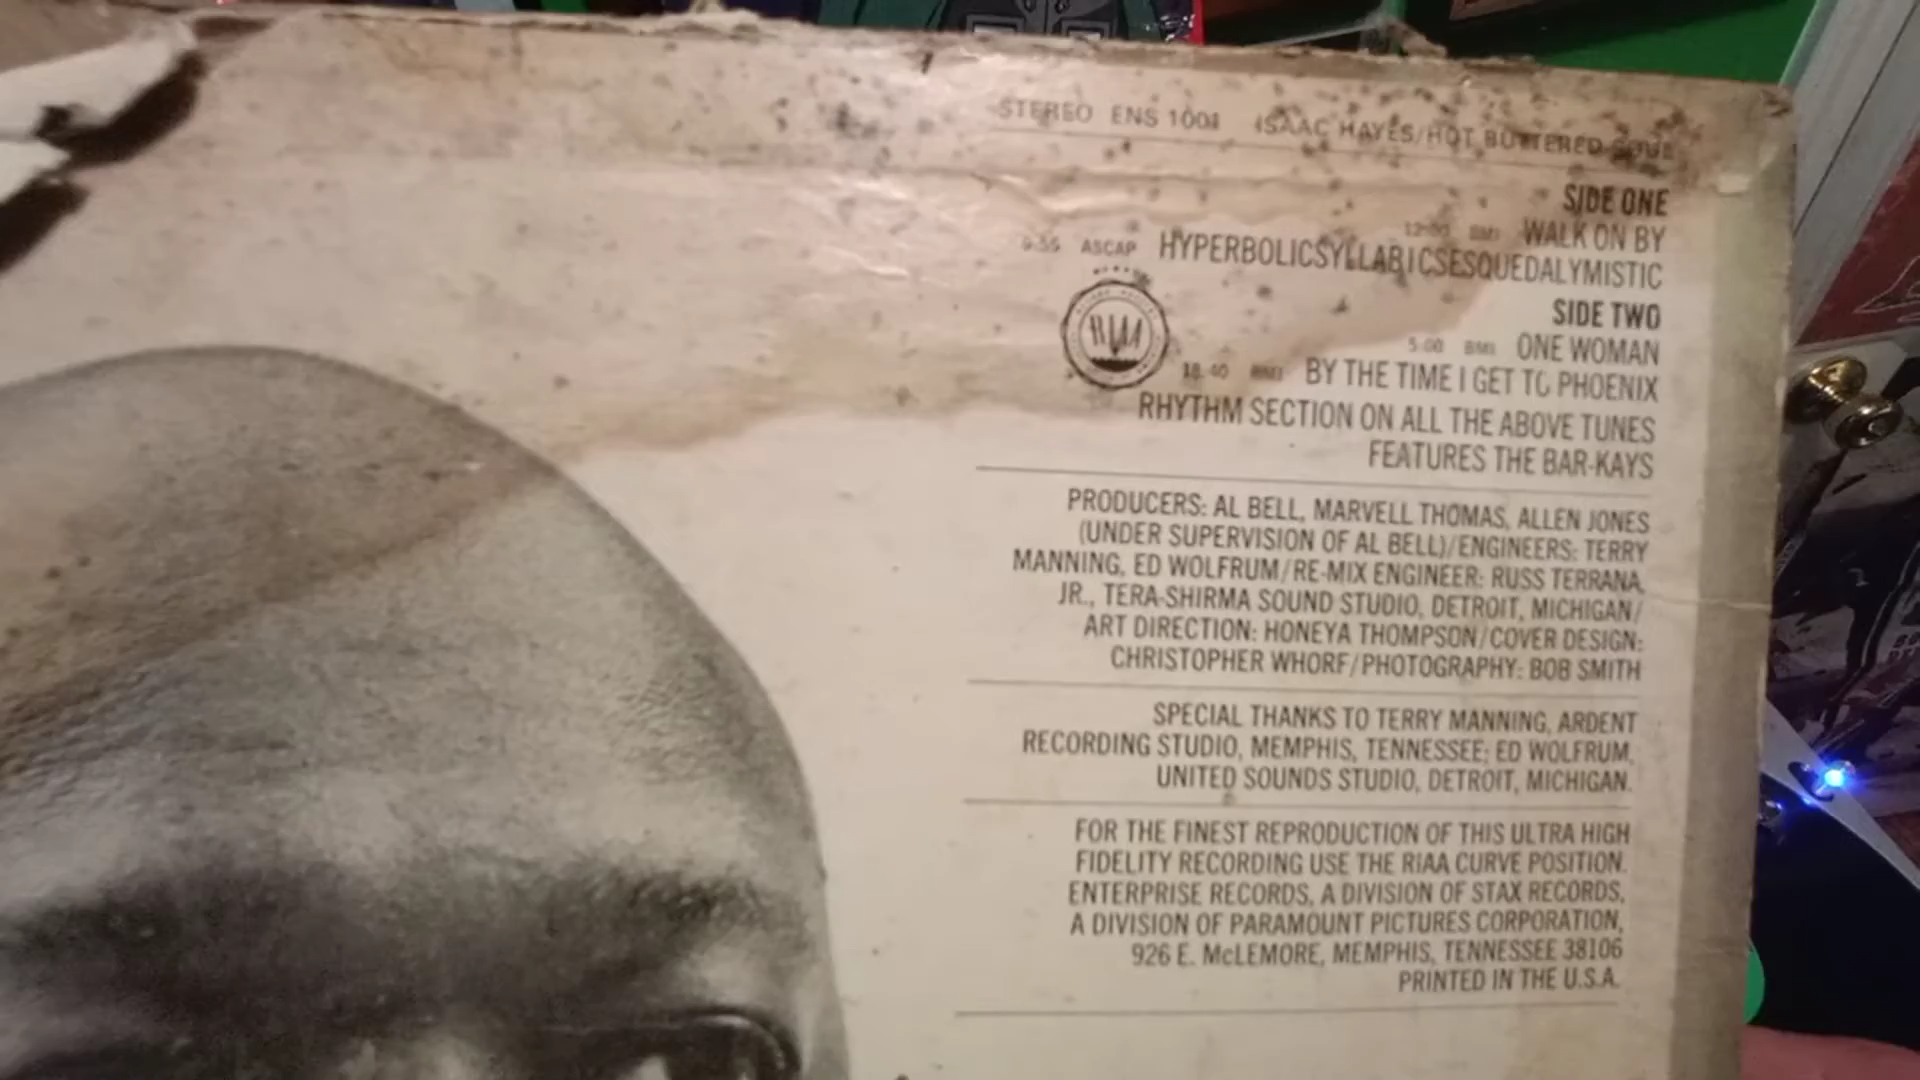 STEREO ENS 1001 ISAAC HAYES/HOT BUTTERED SOUL
SIDE ONE
12:00 BMI WALK ON BY
9:35 ASCAP HYPERBOLICSYLLABICSESQUEDALYMISTIC
SIDE TWO
5:00 BMI ONE WOMAN
18:40 BMI BY THE TIME I GET TO PHOENIX
RHYTHM SECTION ON ALL THE ABOVE TUNES
FEATURES THE BAR-KAYS
PRODUCERS: AL BELL, MARVELL THOMAS, ALLEN JONES
(UNDER SUPERVISION OF AL BELL)/ENGINEERS: TERRY
MANNING, ED WOLFRUM/RE-MIX ENGINEER: RUSS TERRANA,
JR., TERA-SHIRMA SOUND STUDIO, DETROIT, MICHIGAN/
ART DIRECTION: HONEYA THOMPSON/COVER DESIGN:
CHRISTOPHER WHORF/PHOTOGRAPHY: BOB SMITH
SPECIAL THANKS TO TERRY MANNING, ARDENT
RECORDING STUDIO, MEMPHIS, TENNESSEE; ED WOLFRUM,
UNITED SOUNDS STUDIO, DETROIT, MICHIGAN.
FOR THE FINEST REPRODUCTION OF THIS ULTRA HIGH
FIDELITY RECORDING USE THE RIAA CURVE POSITION.
ENTERPRISE RECORDS, A DIVISION OF STAX RECORDS,
A DIVISION OF PARAMOUNT PICTURES CORPORATION,
926 E. McLEMORE, MEMPHIS, TENNESSEE 38106
PRINTED IN THE U.S.A.